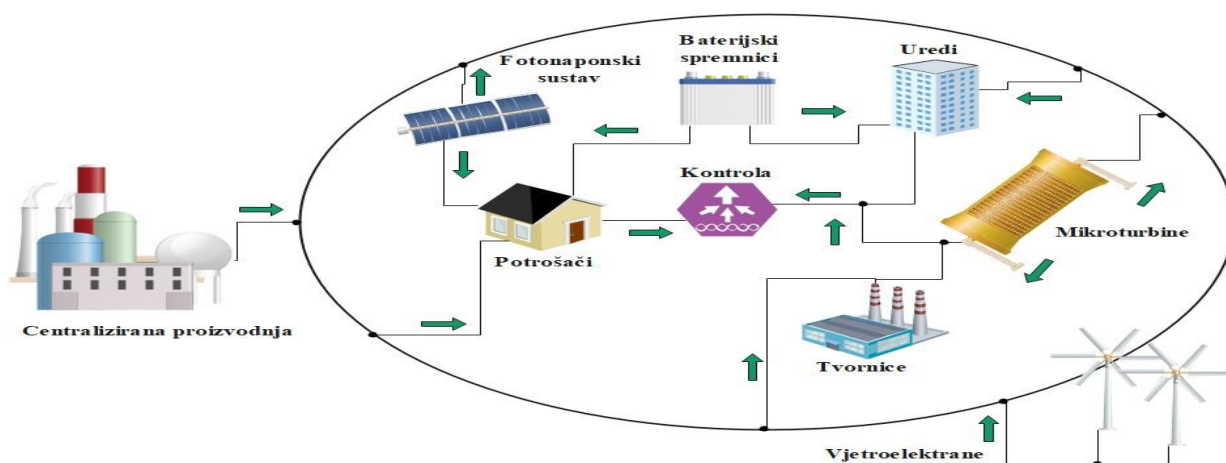 Fotonaponski
sustav
Baterijski
spremnici
Uredi
Kontrola
Mikroturbine
Potrošači
Centralizirana proizvodnja
Tvornice
Vjetroelektrane